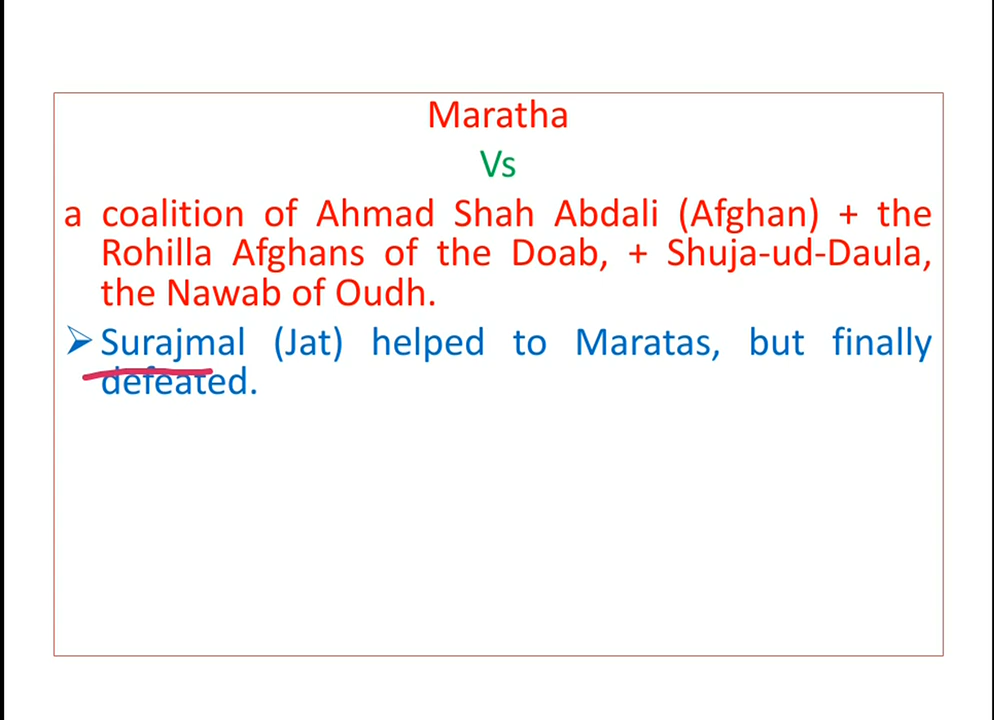 Maratha
Vs
a coalition of Ahmad Shah Abdali (Afghan) + the
Rohilla Afghans of the Doab, + Shuja-ud-Daula,
the Nawab of Oudh.
➢ Surajmal (Jat) helped to Maratas, but finally
defeated.